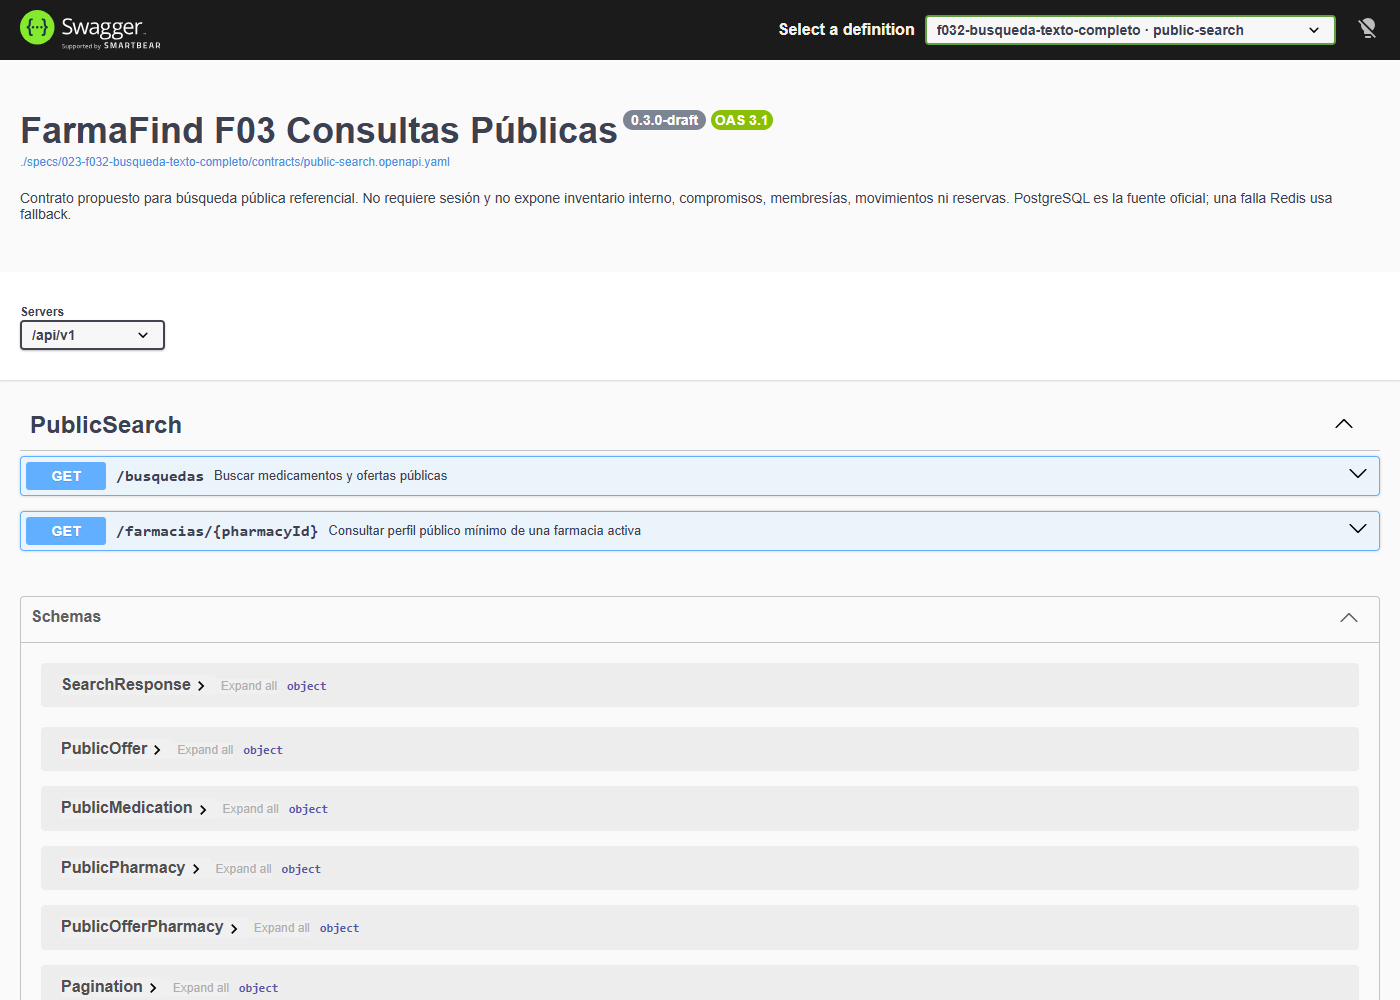 Swagger
Supported by SMARTBEAR
Select a definition
f032-busqueda-texto-completo · public-search
FarmaFind F03 Consultas Públicas
0.3.0-draft
OAS 3.1
./specs/023-f032-busqueda-texto-completo/contracts/public-search.openapi.yaml
Contrato propuesto para búsqueda pública referencial. No requiere sesión y no expone inventario interno, compromisos, membresías, movimientos ni reservas. PostgreSQL es la fuente oficial; una falla Redis usa
fallback.
Servers
/api/v1
PublicSearch
GET /busquedas Buscar medicamentos y ofertas públicas
GET /farmacias/{pharmacyId} Consultar perfil público mínimo de una farmacia activa
Schemas
SearchResponse Expand all object
PublicOffer Expand all object
PublicMedication Expand all object
PublicPharmacy Expand all object
PublicOfferPharmacy Expand all object
Pagination Expand all object